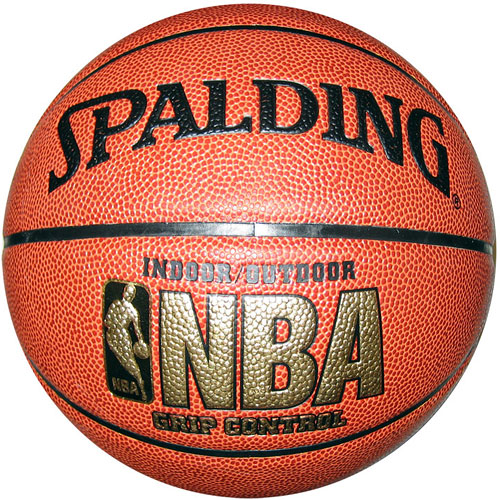 SPALDING®
INDOOR/OUTDOOR
NBA NBA
GRIP CONTROL